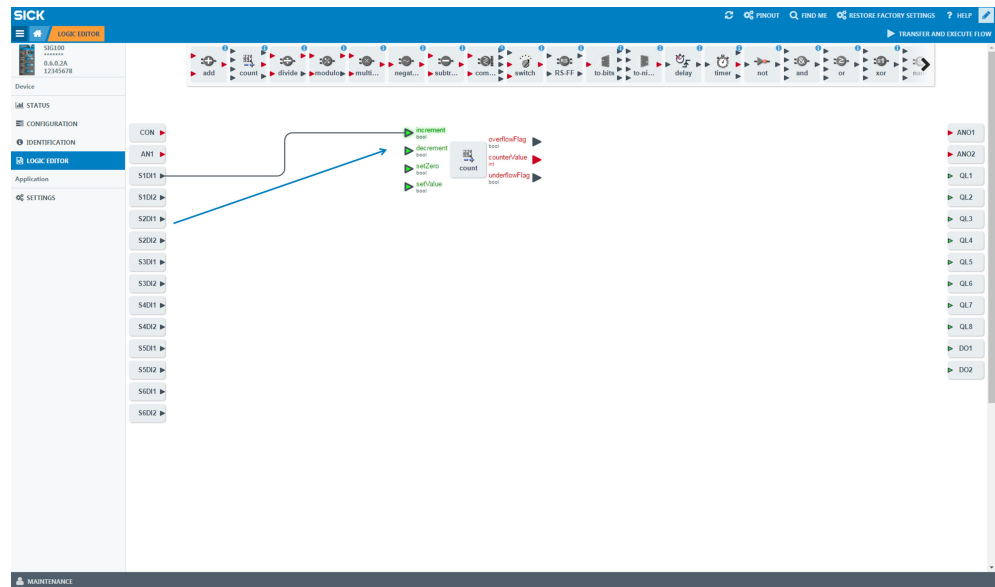 SICK
PINOUT FIND ME RESTORE FACTORY SETTINGS ? HELP
LOGIC EDITOR TRANSFER AND EXECUTE FLOW
SIG100
*******
0.6.0.2A
12345678
Device
STATUS
CONFIGURATION
IDENTIFICATION
LOGIC EDITOR
Application
SETTINGS
add count divide modulo multi... negat... subtr... com... switch RS-FF to-bits to-ni... delay timer not and or xor
CON
AN1
S1DI1
S1DI2
S2DI1
S2DI2
S3DI1
S3DI2
S4DI1
S4DI2
S5DI1
S5DI2
S6DI1
S6DI2
increment
bool
decrement
bool
setZero
bool
setValue
bool
count
overflowFlag
bool
counterValue
int
underflowFlag
bool
ANO1
ANO2
QL1
QL2
QL3
QL4
QL5
QL6
QL7
QL8
DO1
DO2
MAINTENANCE